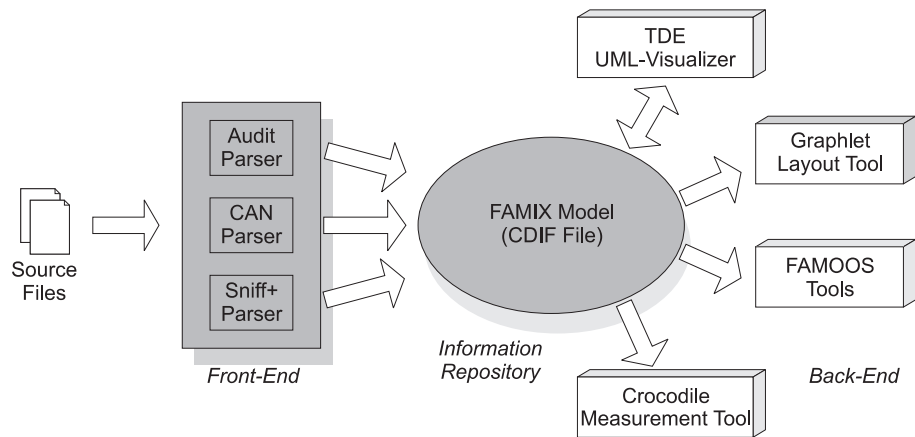 TDE
UML-Visualizer
Audit
Parser
Graphlet
Layout Tool
CAN
Parser
FAMIX Model
(CDIF File)
Source
Files
Sniff+
Parser
FAMOOS
Tools
Front-End
Information
Repository
Back-End
Crocodile
Measurement Tool